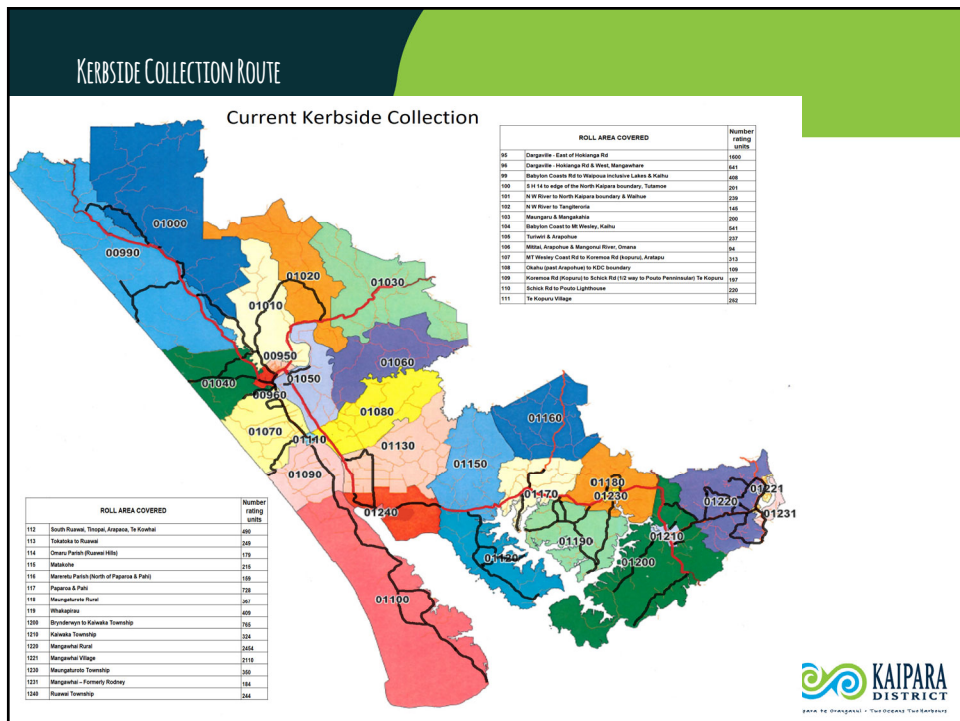 KERBSIDE COLLECTION ROUTE
Current Kerbside Collection
ROLL AREA COVERED Number rating units
95 Dargaville - East of Hokianga Rd 1600
96 Dargaville - Hokianga Rd & West, Mangawhare 641
99 Babylon Coasts Rd to Waipoua inclusive Lakes & Kaihu 408
100 S H 14 to edge of the North Kaipara boundary, Tutamoe 201
101 N W River to North Kaipara boundary & Waihue 239
102 N W River to Tangiteroria 145
103 Maungaru & Mangakahia 200
104 Babylon Coast to Mt Wesley, Kaihu 541
105 Turiwiri & Arapohue 237
106 Mititai, Arapohue & Mangonui River, Omana 94
107 MT Wesley Coast Rd to Koremoa Rd (kopuru), Aratapu 313
108 Okahu (past Arapohue) to KDC boundary 109
109 Koremoa Rd (Kopuru) to Schick Rd (1/2 way to Pouto Penninsular) Te Kopuru 197
110 Schick Rd to Pouto Lighthouse 220
111 Te Kopuru Village 252
01000
00990
01020
01030
01010
00950
01060
01050
01040
00960
01080
01160
01070
01110
01130
01150
01090
01180
01170
01230
01221
01220
01231
01240
01210
01190
01120
01200
01100
ROLL AREA COVERED Number rating units
112 South Ruawai, Tinopai, Arapaoa, Te Kowhai 490
113 Tokatoka to Ruawai 249
114 Omaru Parish (Ruawai Hills) 179
115 Matakohe 215
116 Mareretu Parish (North of Paparoa & Pahi) 159
117 Paparoa & Pahi 728
118 Maungaturoto Rural 367
119 Whakapirau 409
1200 Brynderwyn to Kaiwaka Township 765
1210 Kaiwaka Township 324
1220 Mangawhai Rural 2454
1221 Mangawhai Village 2110
1230 Maungaturoto Township 350
1231 Mangawhai – Formerly Rodney 184
1240 Ruawai Township 244
KAIPARA
DISTRICT
Two Oceans Two Harbours